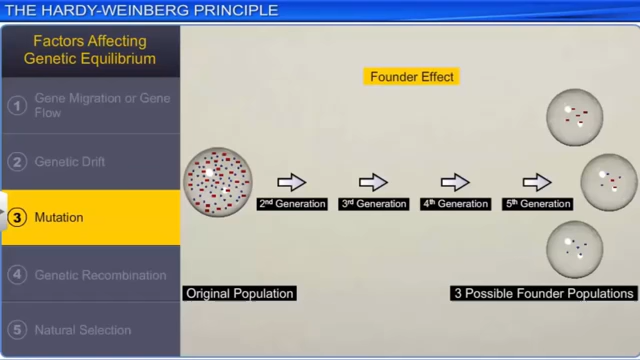 THE HARDY-WEINBERG PRINCIPLE
Factors Affecting
Genetic Equilibrium
1 Gene Migration or Gene
Flow
2 Genetic Drift
3 Mutation
4 Genetic Recombination
5 Natural Selection
Founder Effect
2nd Generation
3rd Generation
4th Generation
5th Generation
Original Population
3 Possible Founder Populations